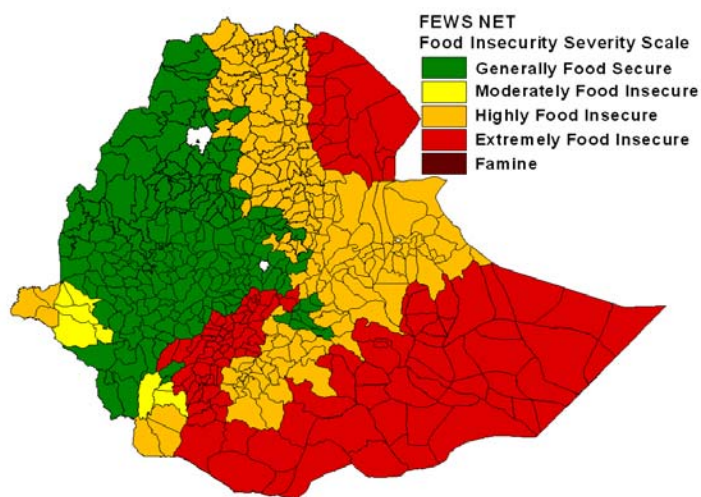 FEWS NET
Food Insecurity Severity Scale
Generally Food Secure
Moderately Food Insecure
Highly Food Insecure
Extremely Food Insecure
Famine